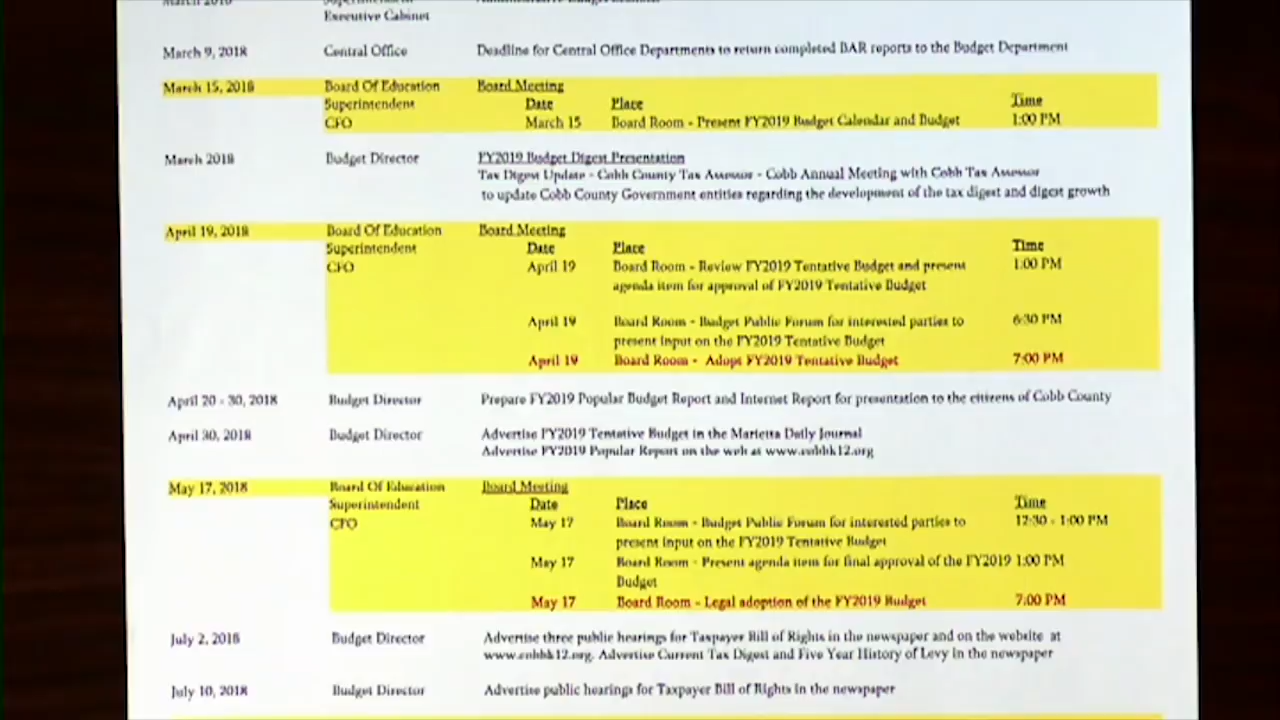 Executive Cabinet
March 9, 2018 Central Office Deadline for Central Office Departments to return completed BAR reports to the Budget Department
March 15, 2018 Board Of Education Board Meeting
Superintendent Date Place Time
CFO March 15 Board Room - Present FY2019 Budget Calendar and Budget 1:00 PM
March 2018 Budget Director FY2019 Budget Digest Presentation
Tax Digest Update - Cobb County Tax Assessor - Cobb Annual Meeting with Cobb Tax Assessor
to update Cobb County Government entities regarding the development of the tax digest and digest growth
April 19, 2018 Board Of Education Board Meeting
Superintendent Date Place Time
CFO April 19 Board Room - Review FY2019 Tentative Budget and present 1:00 PM
agenda item for approval of FY2019 Tentative Budget
April 19 Board Room - Budget Public Forum for interested parties to 6:30 PM
present input on the FY2019 Tentative Budget
April 19 Board Room - Adopt FY2019 Tentative Budget 7:00 PM
April 20 - 30, 2018 Budget Director Prepare FY2019 Popular Budget Report and Internet Report for presentation to the citizens of Cobb County
April 30, 2018 Budget Director Advertise FY2019 Tentative Budget in the Marietta Daily Journal
Advertise FY2019 Popular Report on the web at www.cobbk12.org
May 17, 2018 Board Of Education Board Meeting
Superintendent Date Place Time
CFO May 17 Board Room - Budget Public Forum for interested parties to 12:30 - 1:00 PM
present input on the FY2019 Tentative Budget
May 17 Board Room - Present agenda item for final approval of the FY2019 1:00 PM
Budget
May 17 Board Room - Legal adoption of the FY2019 Budget 7:00 PM
July 2, 2018 Budget Director Advertise three public hearings for Taxpayer Bill of Rights in the newspaper and on the website at
www.cobbk12.org. Advertise Current Tax Digest and Five Year History of Levy in the newspaper
July 10, 2018 Budget Director Advertise public hearings for Taxpayer Bill of Rights in the newspaper